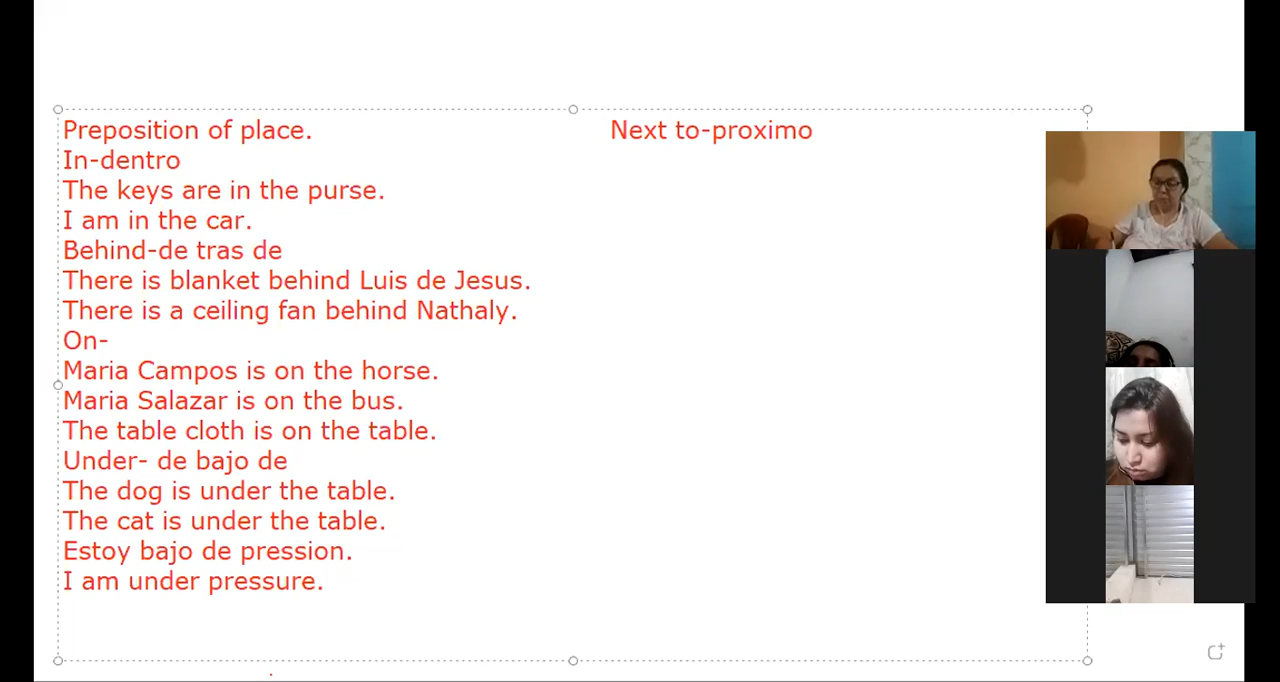 Preposition of place.
In-dentro
The keys are in the purse.
I am in the car.
Behind-de tras de
There is blanket behind Luis de Jesus.
There is a ceiling fan behind Nathaly.
On-
Maria Campos is on the horse.
Maria Salazar is on the bus.
The table cloth is on the table.
Under- de bajo de
The dog is under the table.
The cat is under the table.
Estoy bajo de pression.
I am under pressure.
Next to-proximo